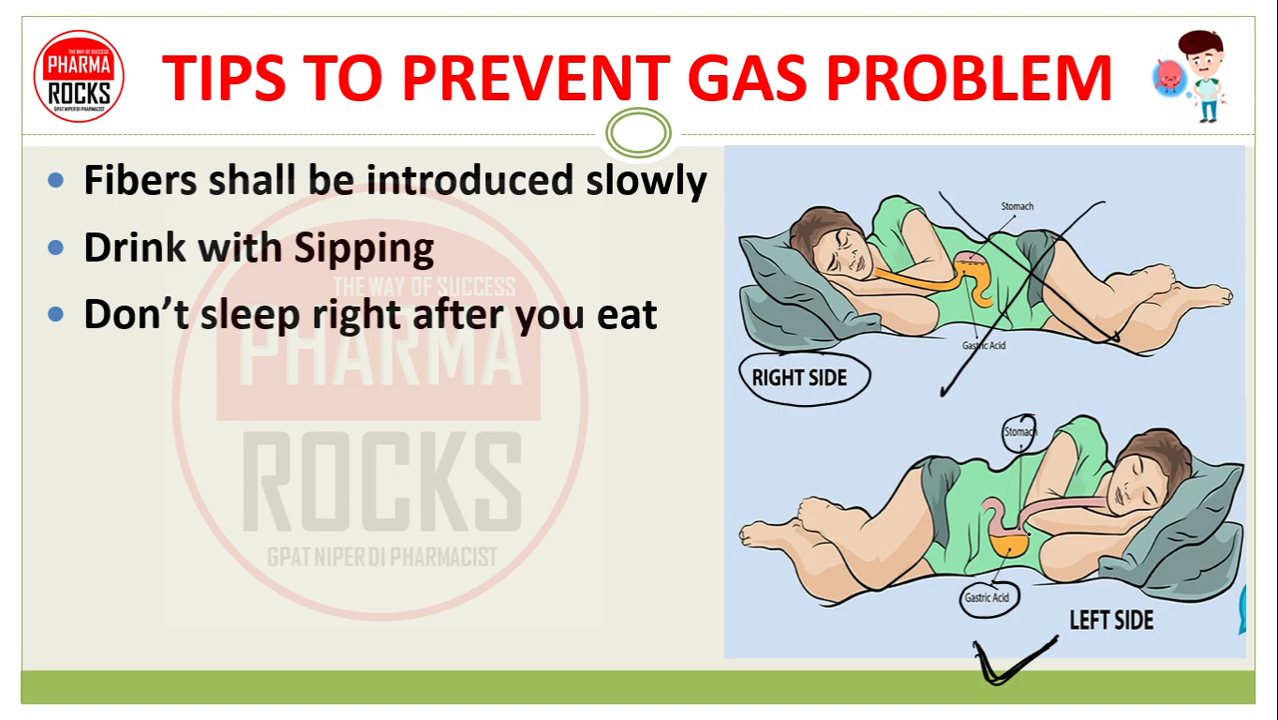 THE WAY OF SUCCESS
PHARMA
ROCKS
GPAT NIPER DI PHARMACIST
TIPS TO PREVENT GAS PROBLEM
Fibers shall be introduced slowly
Drink with Sipping
Don’t sleep right after you eat
THE WAY OF SUCCESS
PHARMA
ROCKS
GPAT NIPER DI PHARMACIST
Stomach
Gastric Acid
RIGHT SIDE
Stomach
Gastric Acid
LEFT SIDE